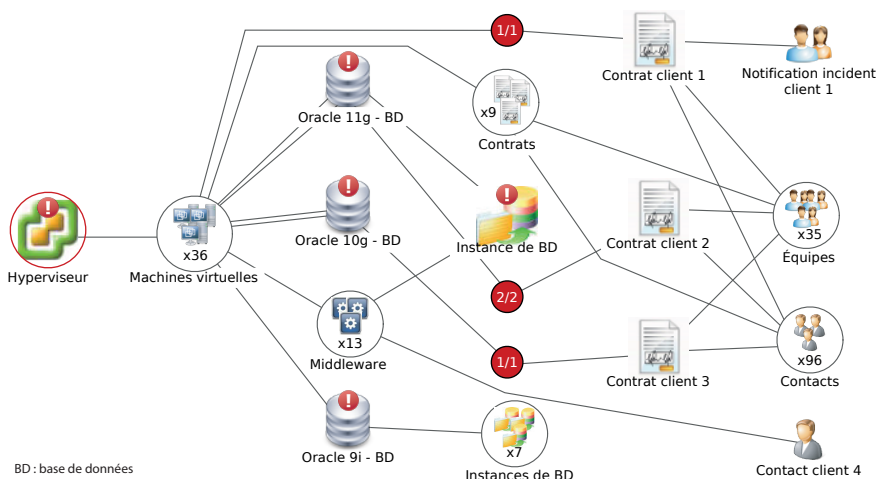 1/1
Contrat client 1
Notification incident
client 1
Oracle 11g - BD
x9
Contrats
Hyperviseur
x36
Machines virtuelles
Oracle 10g - BD
Instance de BD
Contrat client 2
x35
Équipes
2/2
x13
Middleware
1/1
Contrat client 3
x96
Contacts
Oracle 9i - BD
x7
Instances de BD
Contact client 4
BD : base de données